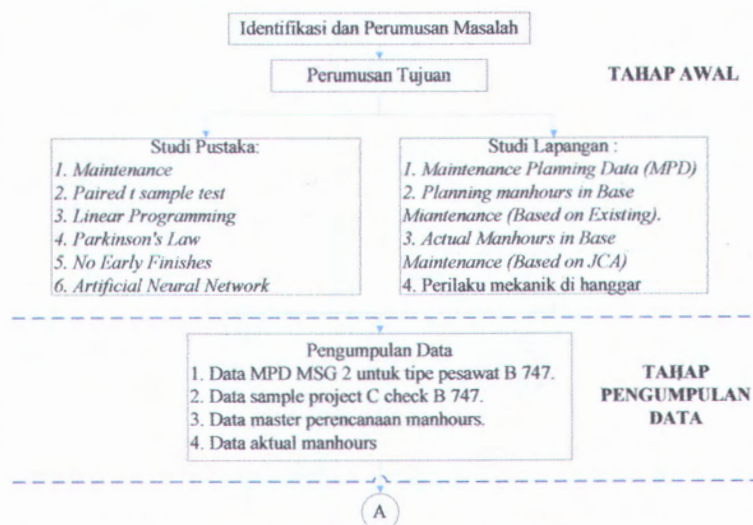 Identifikasi dan Perumusan Masalah
Perumusan Tujuan
TAHAP AWAL
Studi Pustaka:
1. Maintenance
2. Paired t sample test
3. Linear Programming
4. Parkinson's Law
5. No Early Finishes
6. Artificial Neural Network
Studi Lapangan :
1. Maintenance Planning Data (MPD)
2. Planning manhours in Base
Miantenance (Based on Existing).
3. Actual Manhours in Base
Maintenance (Based on JCA)
4. Perilaku mekanik di hanggar
Pengumpulan Data
1. Data MPD MSG 2 untuk tipe pesawat B 747.
2. Data sample project C check B 747.
3. Data master perencanaan manhours.
4. Data aktual manhours
TAHAP
PENGUMPULAN
DATA
A